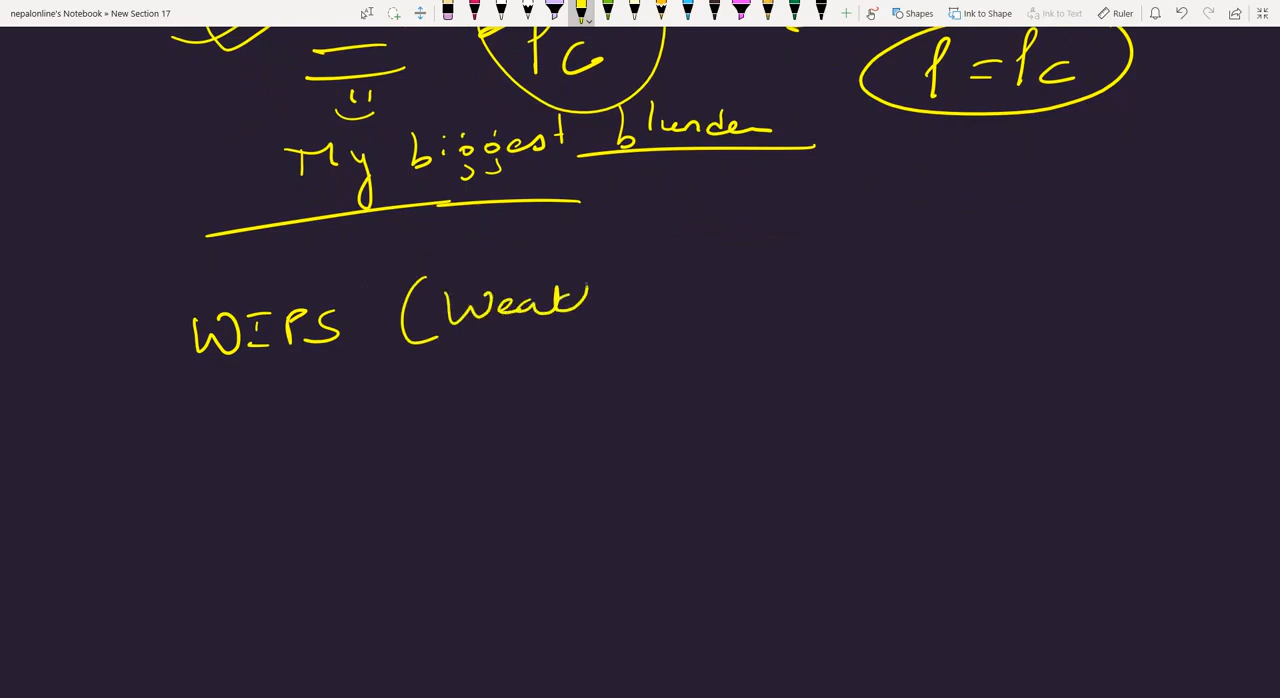 nepalonline's Notebook » New Section 17
Shapes Ink to Shape Ink to Text Ruler
ρc
ρ = ρc
My biggest blunder
WIPS (Weak